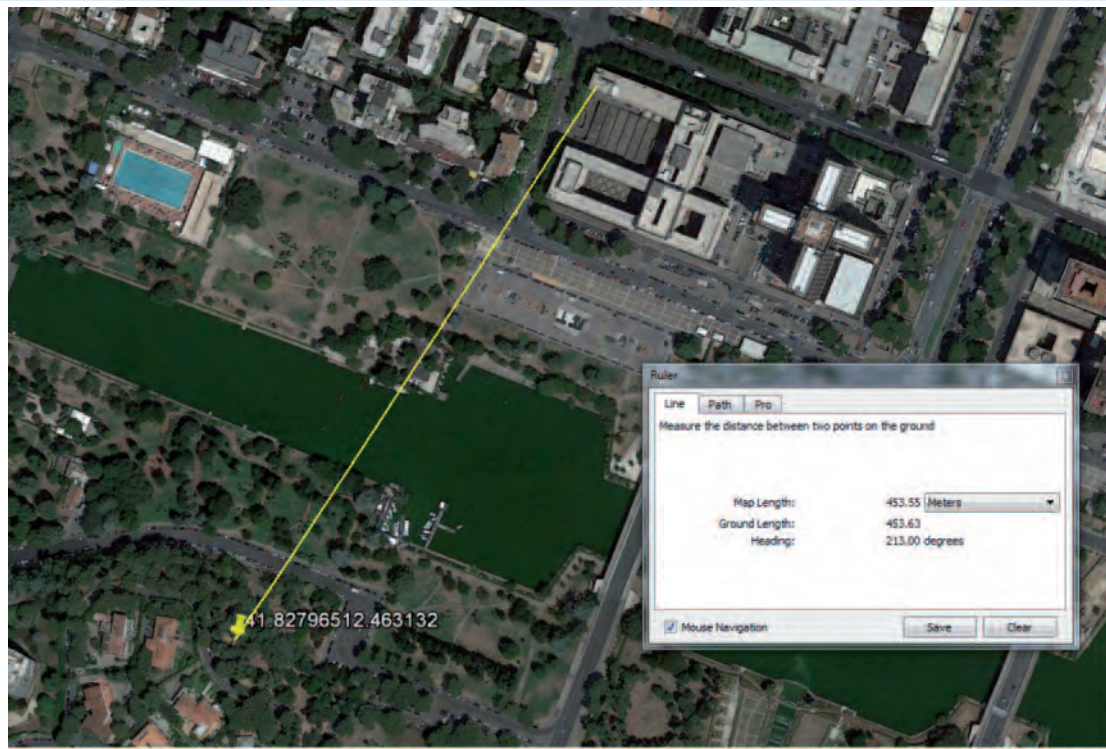 41.82796512.463132
Ruler
Line Path Pro
Measure the distance between two points on the ground
Map Length: 453.55 Meters
Ground Length: 453.63
Heading: 213.00 degrees
Mouse Navigation Save Clear